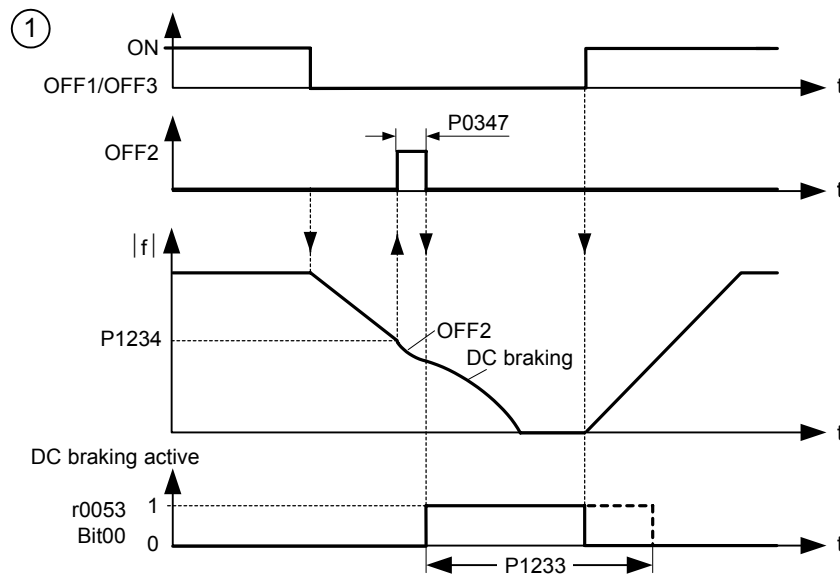 1
ON
OFF1/OFF3
t
P0347
OFF2
t
|f|
P1234
OFF2
DC braking
t
DC braking active
r0053
Bit00
1
0
t
P1233